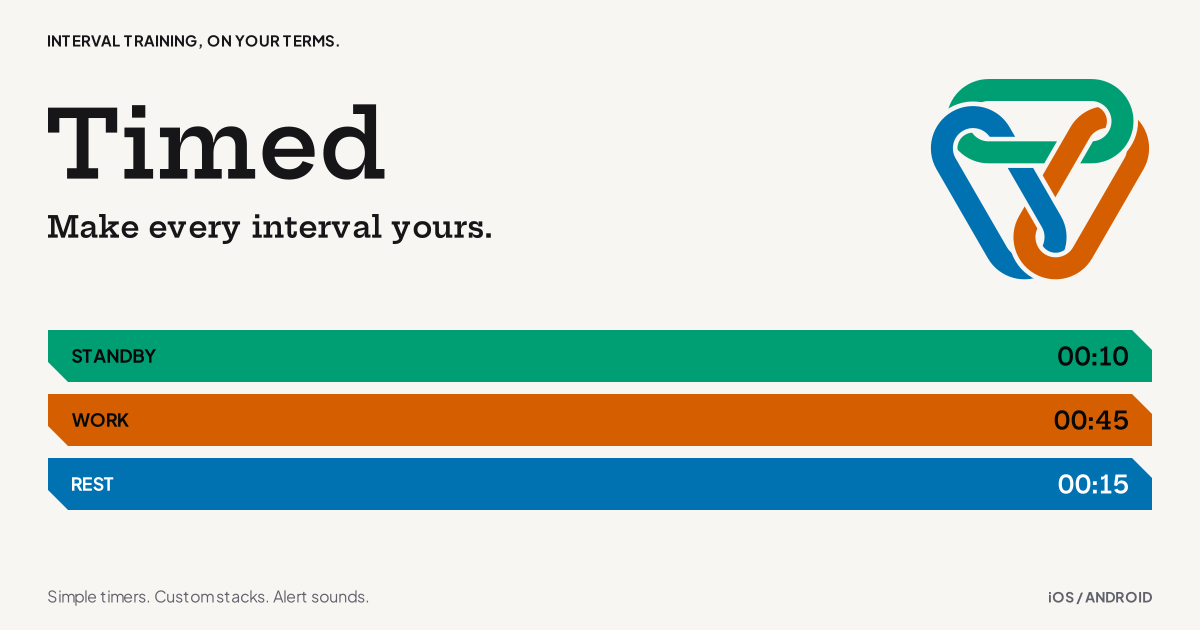 INTERVAL TRAINING, ON YOUR TERMS.
Timed
Make every interval yours.
STANDBY 00:10
WORK 00:45
REST 00:15
Simple timers. Custom stacks. Alert sounds.
iOS / ANDROID